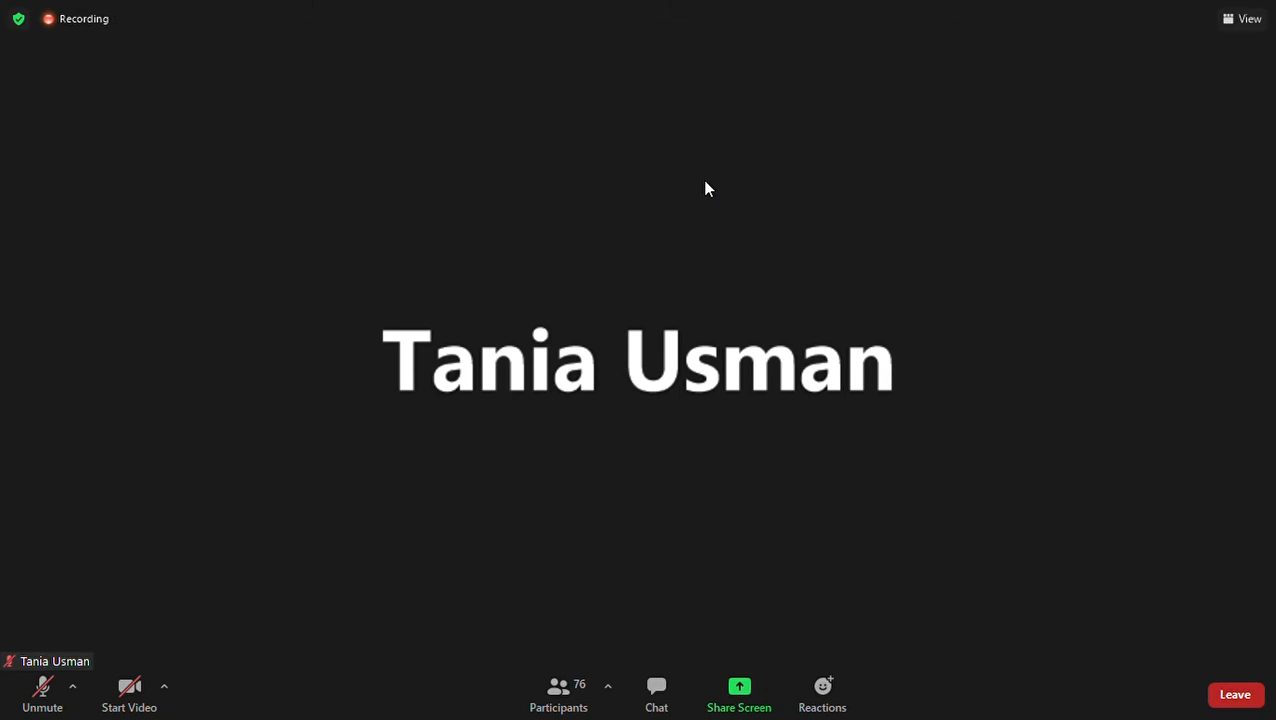 Recording
View
Tania Usman
Tania Usman
Unmute
Start Video
76
Participants
Chat
Share Screen
Reactions
Leave